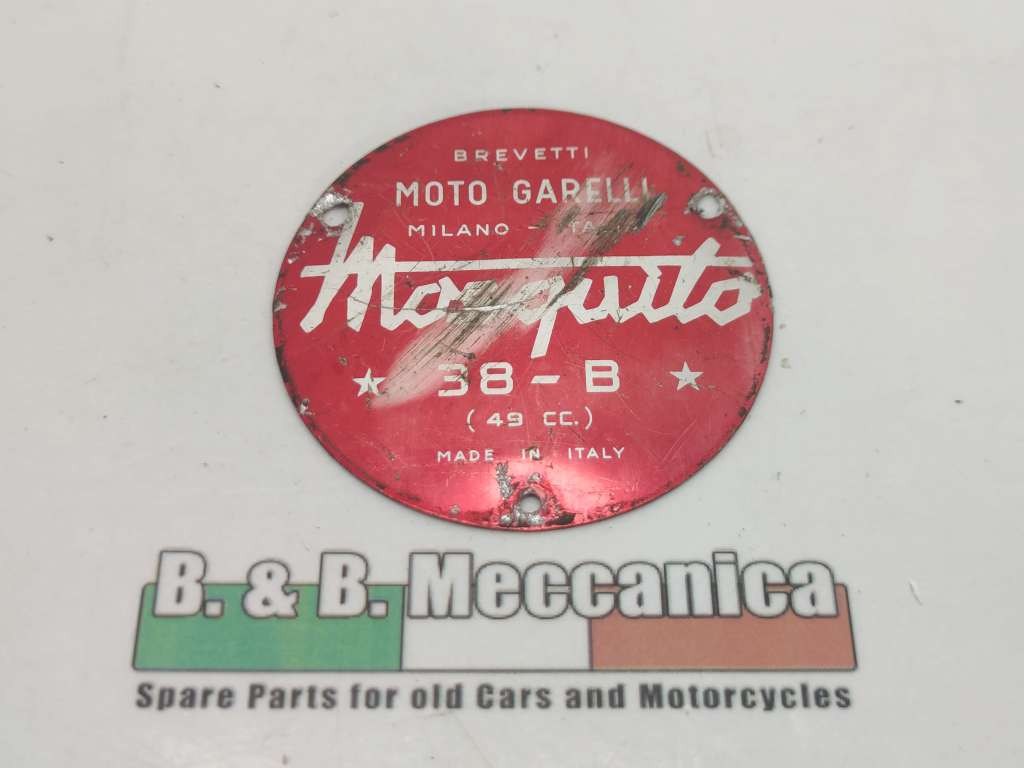 BREVETTI
MOTO GARELLI
MILANO -
Mosquito
38 - B
( 49 CC. )
MADE IN ITALY
B. & B. Meccanica
Spare Parts for old Cars and Motorcycles